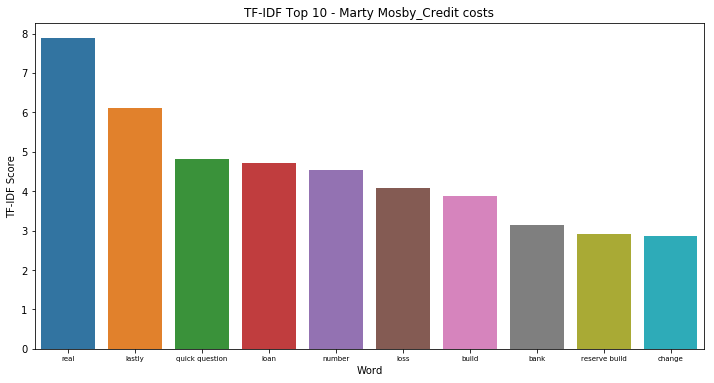 TF-IDF Top 10 - Marty Mosby_Credit costs
8
7
6
5
4
3
2
1
0
TF-IDF Score
real lastly quick question loan number loss build bank reserve build change
Word